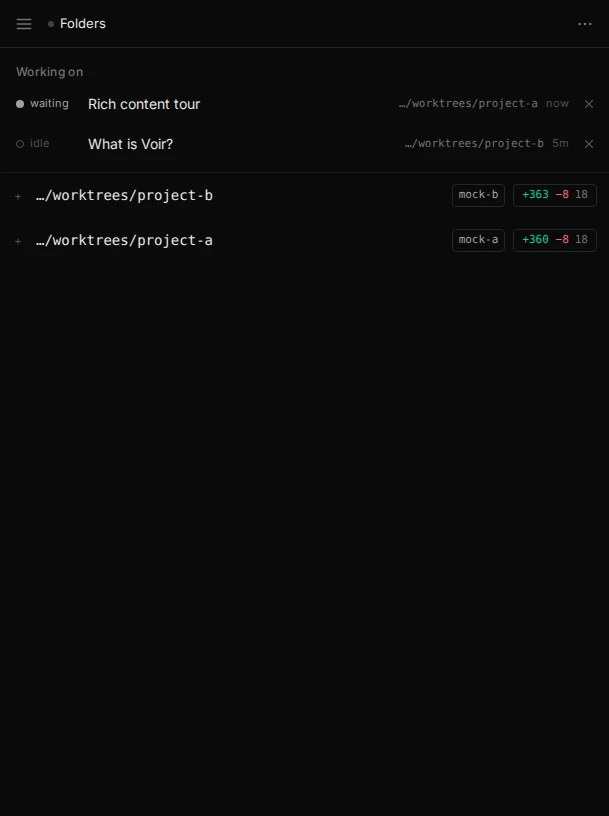 Folders
Working on
waiting Rich content tour …/worktrees/project-a now
idle What is Voir? …/worktrees/project-b 5m
+ …/worktrees/project-b mock-b +363 −8 18
+ …/worktrees/project-a mock-a +360 −8 18